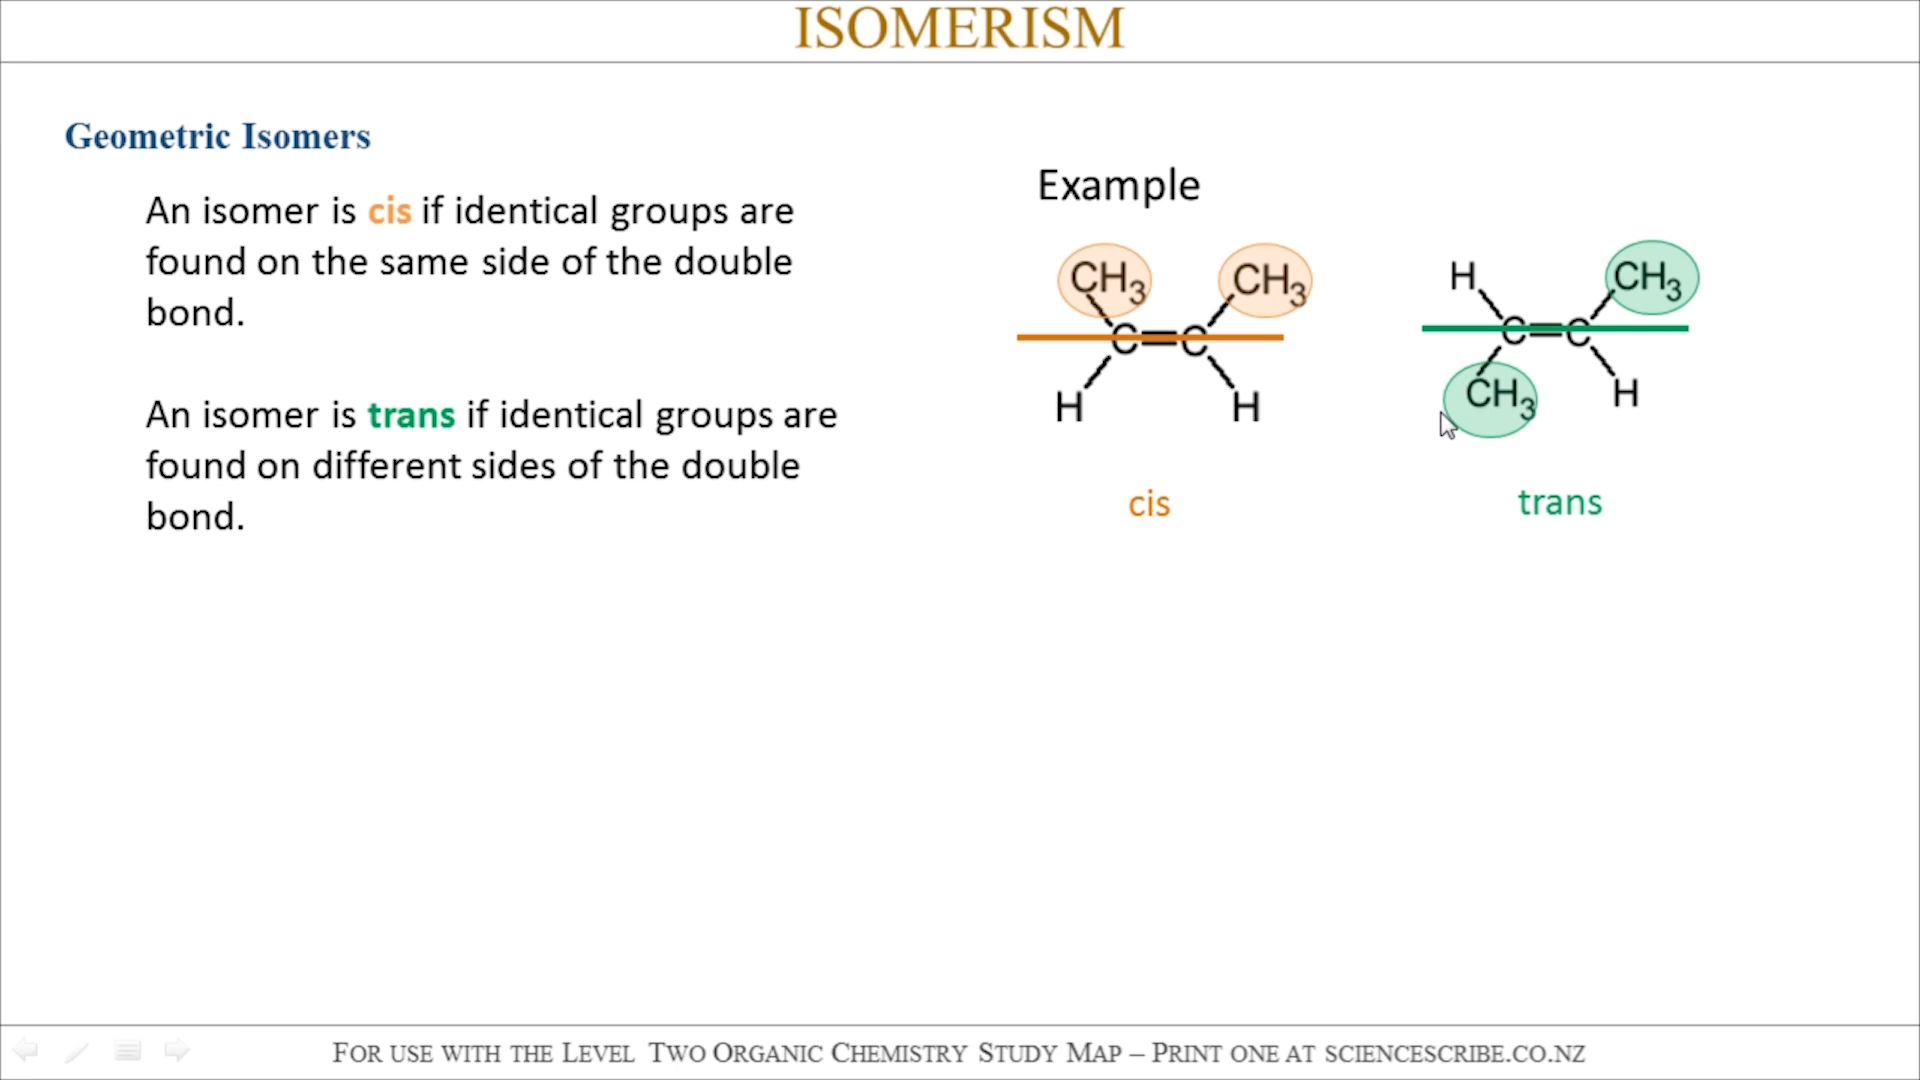 ISOMERISM
Geometric Isomers
An isomer is cis if identical groups are
found on the same side of the double
bond.
An isomer is trans if identical groups are
found on different sides of the double
bond.
Example
CH3 CH3
C=C
H H
cis
H CH3
C=C
CH3 H
trans
FOR USE WITH THE LEVEL TWO ORGANIC CHEMISTRY STUDY MAP – PRINT ONE AT SCIENCESCRIBE.CO.NZ